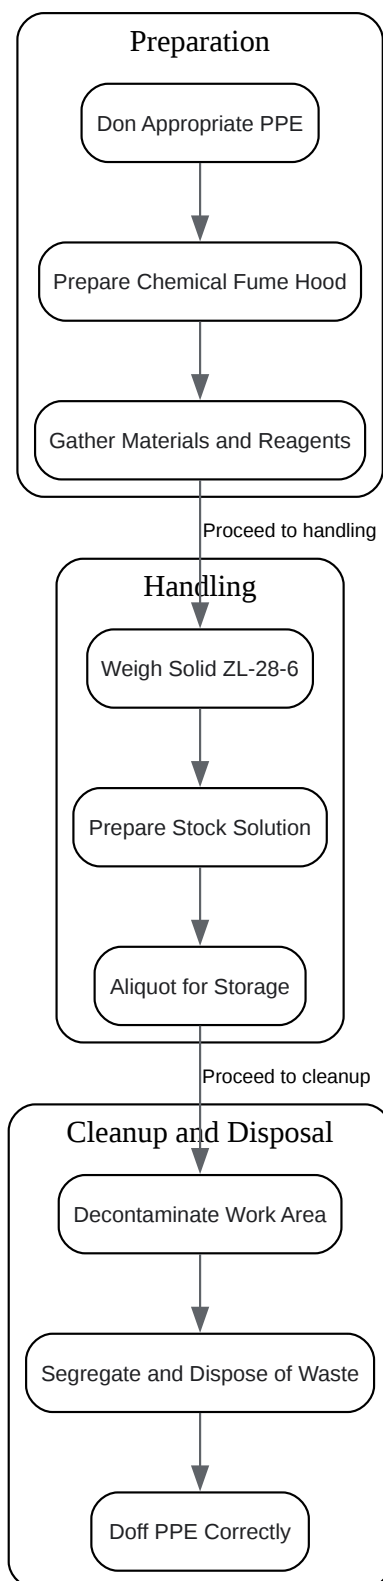 Preparation
Don Appropriate PPE
Prepare Chemical Fume Hood
Gather Materials and Reagents
Proceed to handling
Handling
Weigh Solid ZL-28-6
Prepare Stock Solution
Aliquot for Storage
Proceed to cleanup
Cleanup and Disposal
Decontaminate Work Area
Segregate and Dispose of Waste
Doff PPE Correctly